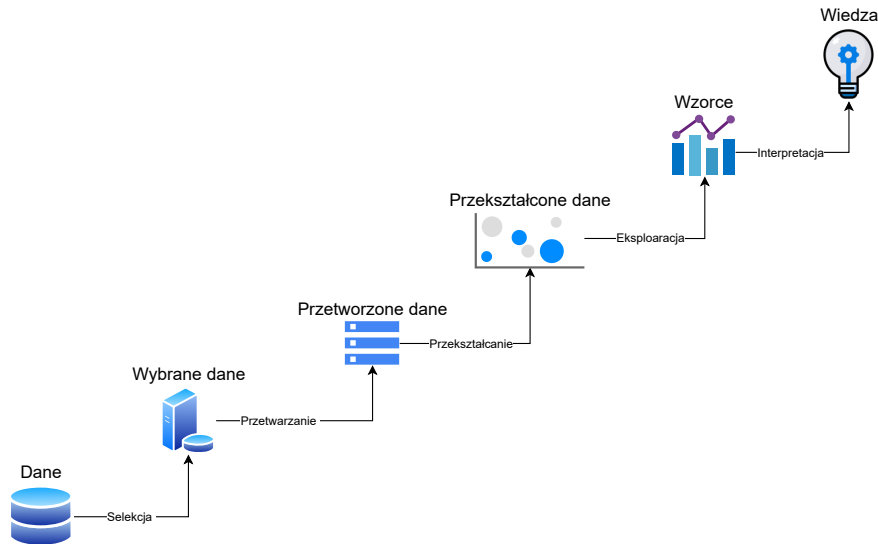 Wiedza
Wzorce
Interpretacja
Przekształcone dane
Eksploaracja
Przetworzone dane
Przekształcanie
Wybrane dane
Przetwarzanie
Dane
Selekcja